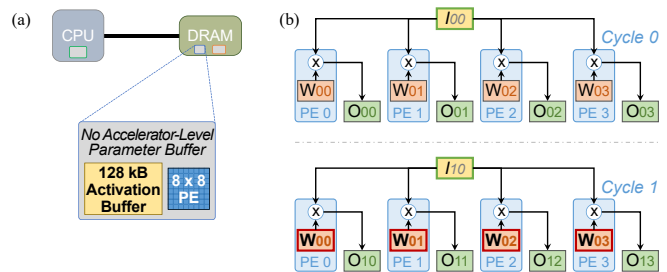 (a)
CPU
DRAM
No Accelerator-Level
Parameter Buffer
128 kB
Activation
Buffer
8 x 8
PE
(b)
I00
Cycle 0
X X X X
W00 W01 W02 W03
PE 0 O00 PE 1 O01 PE 2 O02 PE 3 O03
I10
Cycle 1
X X X X
W00 W01 W02 W03
PE 0 O10 PE 1 O11 PE 2 O12 PE 3 O13